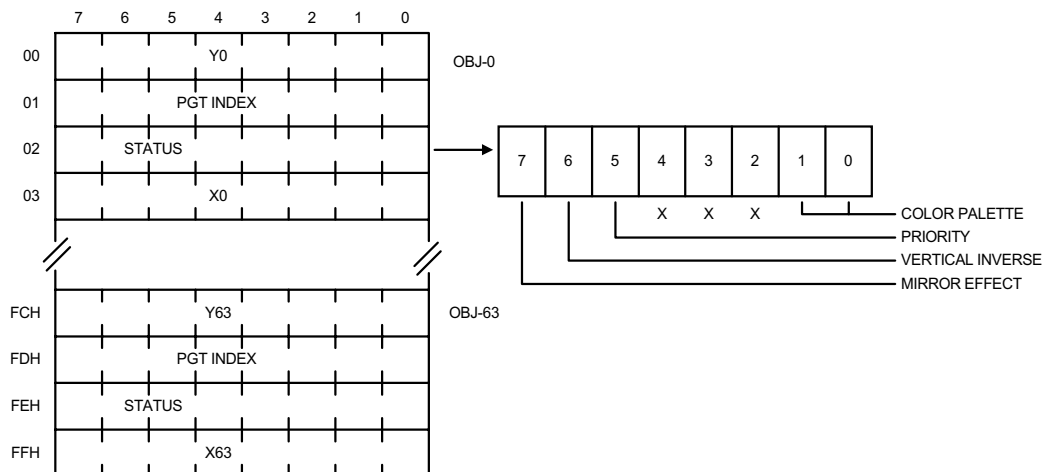 7 6 5 4 3 2 1 0
00 Y0 OBJ-0
01 PGT INDEX
02 STATUS
03 X0
7 6 5 4 3 2 1 0
X X X
COLOR PALETTE
PRIORITY
VERTICAL INVERSE
MIRROR EFFECT
FCH Y63 OBJ-63
FDH PGT INDEX
FEH STATUS
FFH X63